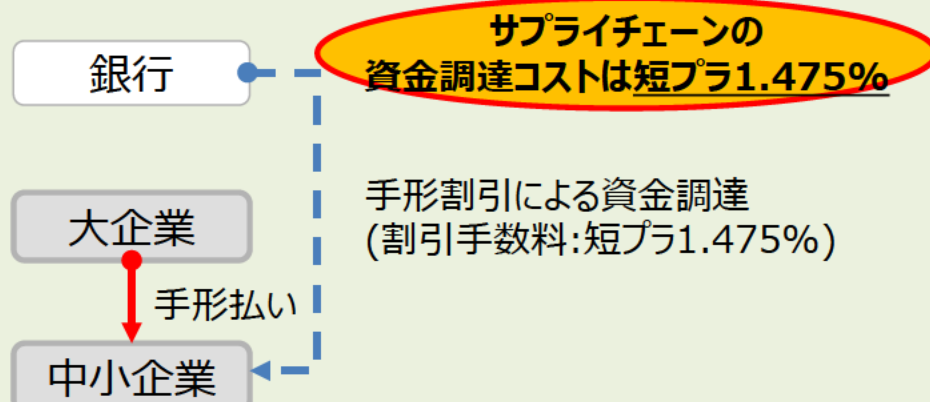 サプライチェーンの
資金調達コストは短プラ1.475%
銀行
手形割引による資金調達
(割引手数料:短プラ1.475%)
大企業
手形払い
中小企業